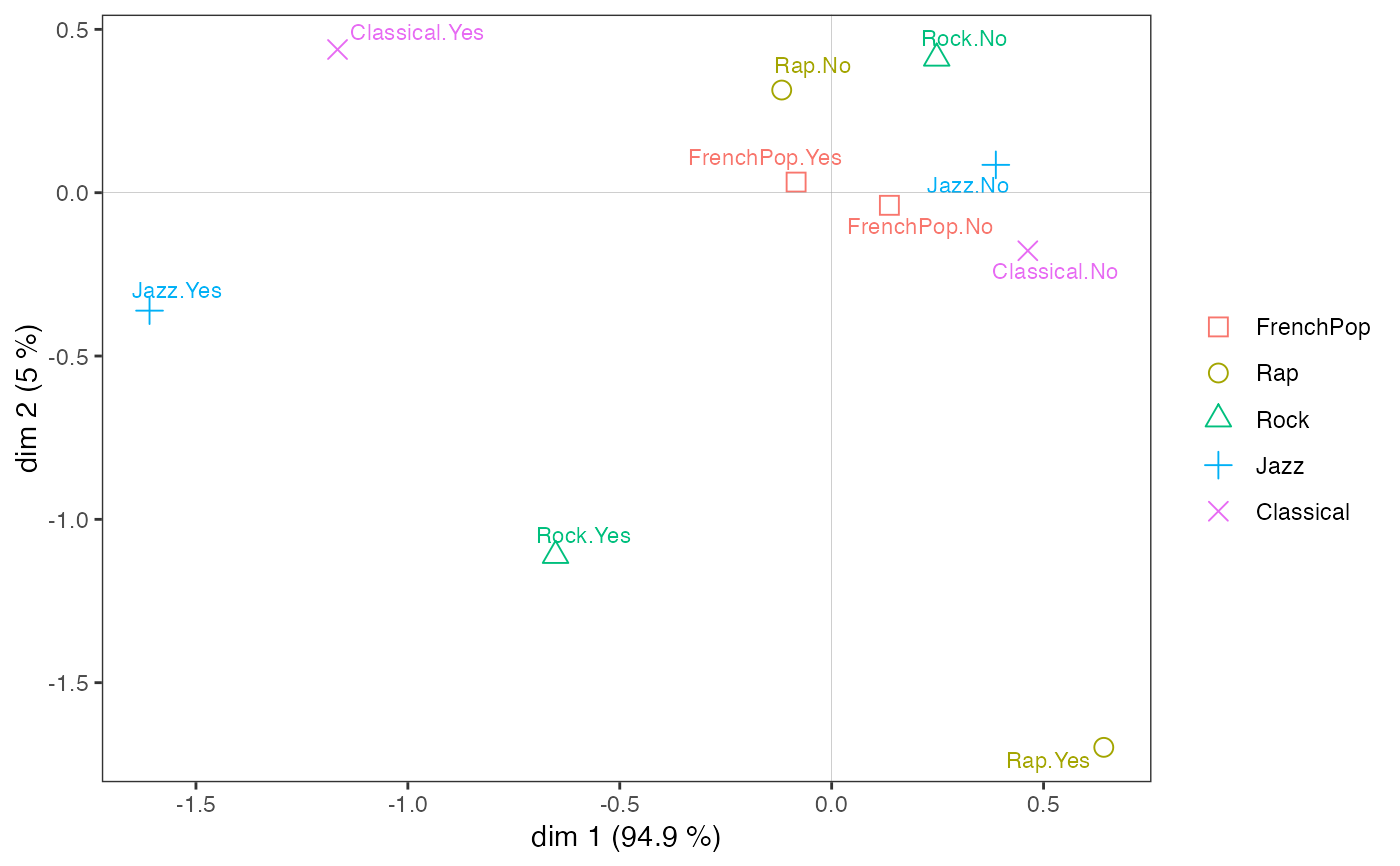 0.5
0.0
-0.5
-1.0
-1.5
dim 2 (5 %)
Classical.Yes
Rock.No
Rap.No
FrenchPop.Yes
Jazz.No
FrenchPop.No
Classical.No
Jazz.Yes
Rock.Yes
Rap.Yes
-1.5
-1.0
-0.5
0.0
0.5
dim 1 (94.9 %)
FrenchPop
Rap
Rock
Jazz
Classical